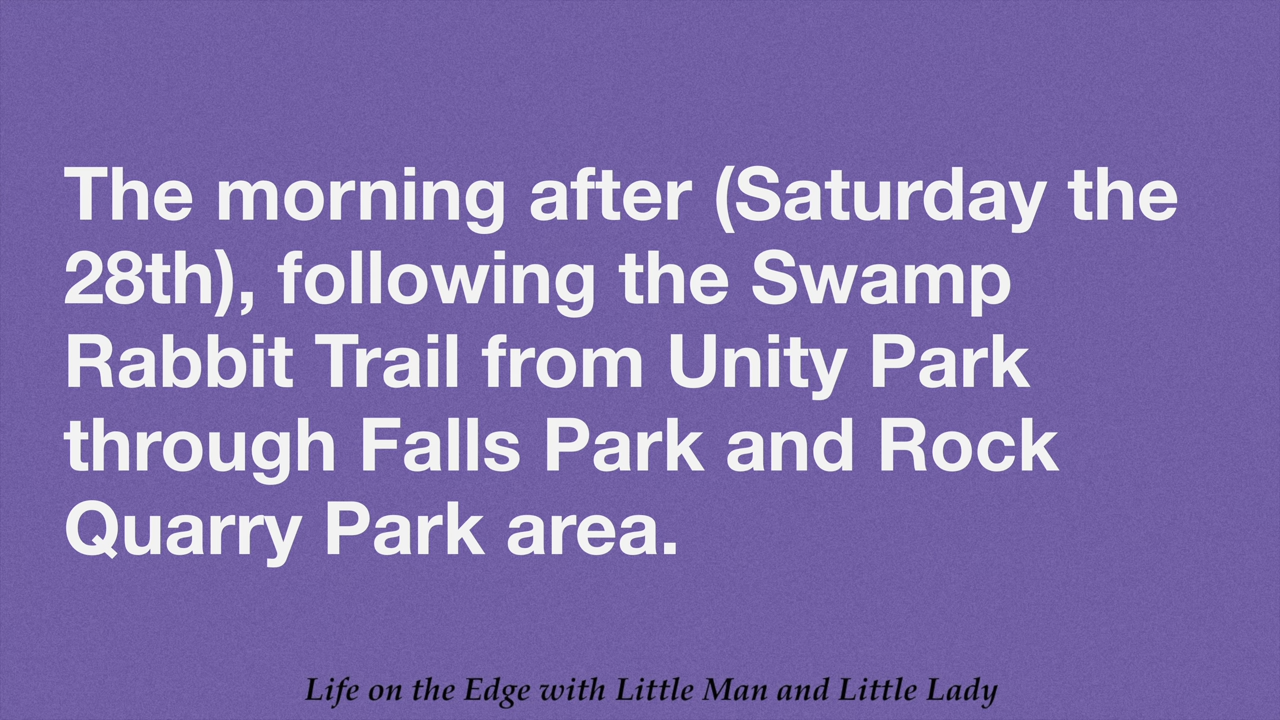 The morning after (Saturday the
28th), following the Swamp
Rabbit Trail from Unity Park
through Falls Park and Rock
Quarry Park area.
Life on the Edge with Little Man and Little Lady